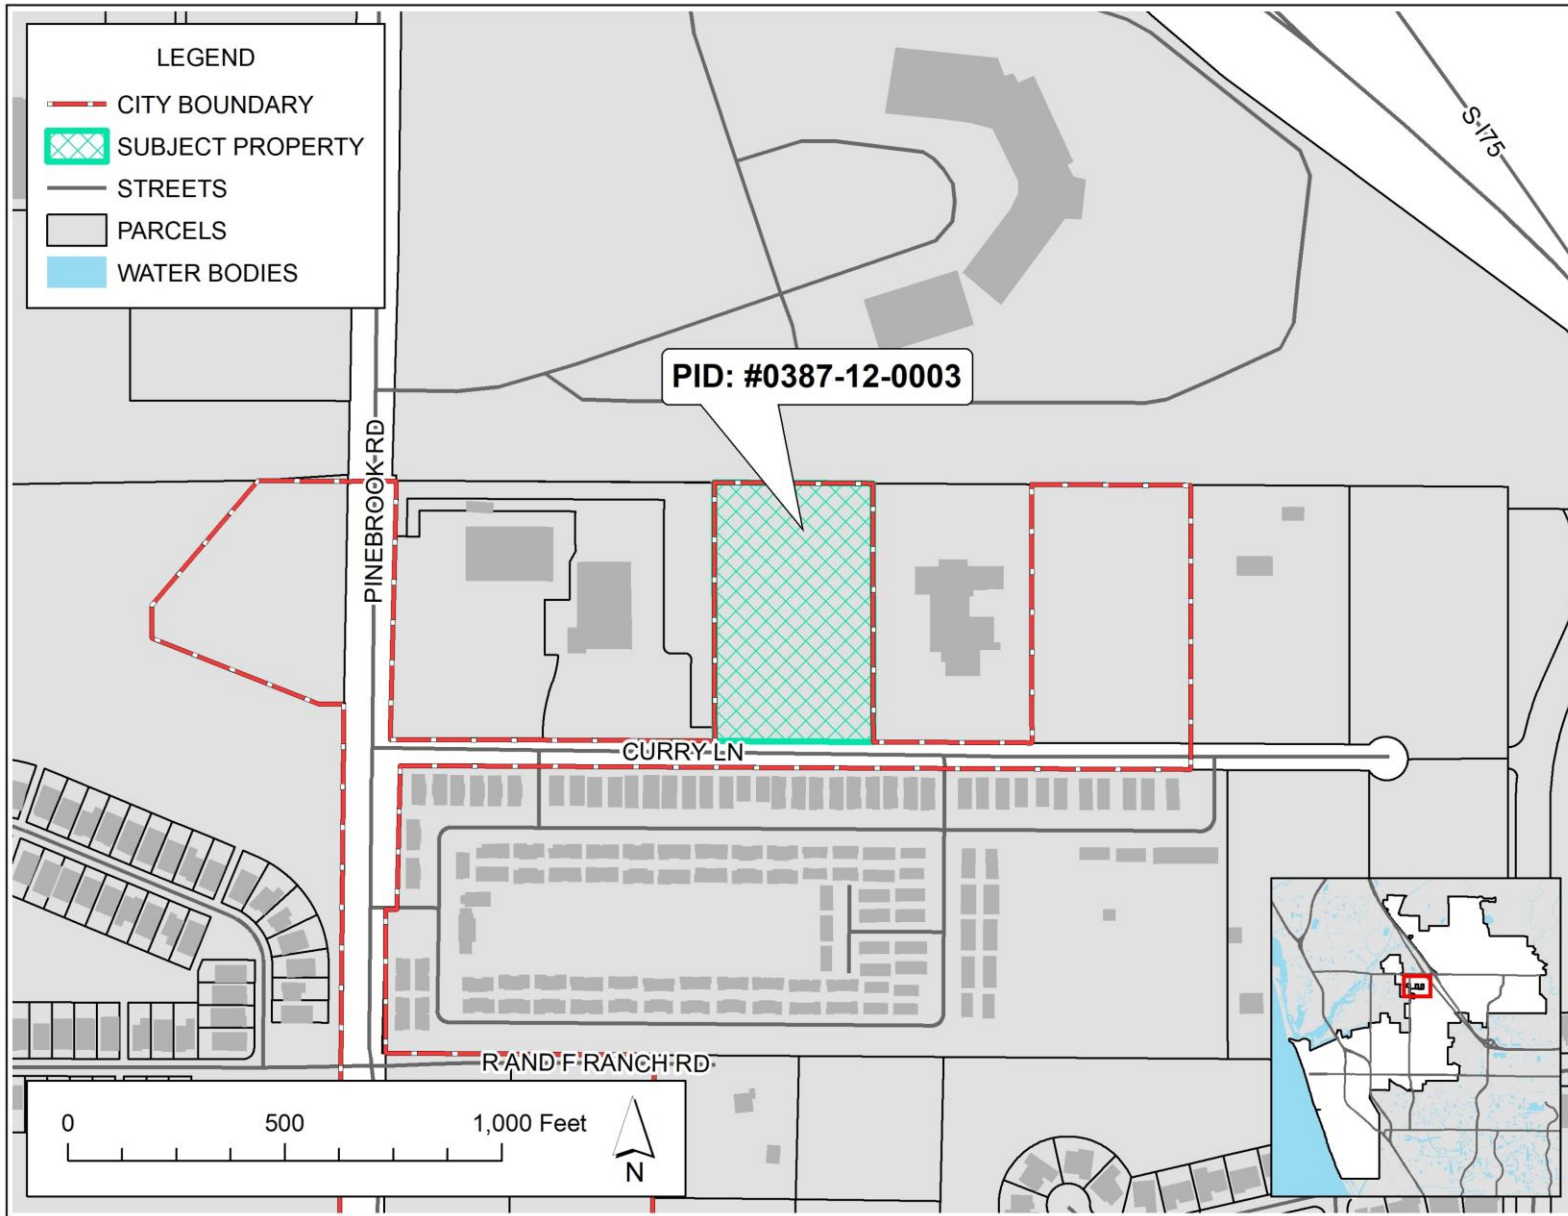 LEGEND
CITY BOUNDARY
SUBJECT PROPERTY
STREETS
PARCELS
WATER BODIES
S-I75
PID: #0387-12-0003
PINEBROOK RD
CURRY LN
R AND F RANCH RD
0 500 1,000 Feet
N